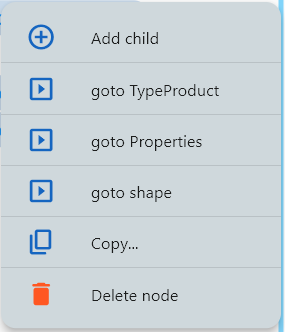 Add child
goto TypeProduct
goto Properties
goto shape
Copy...
Delete node